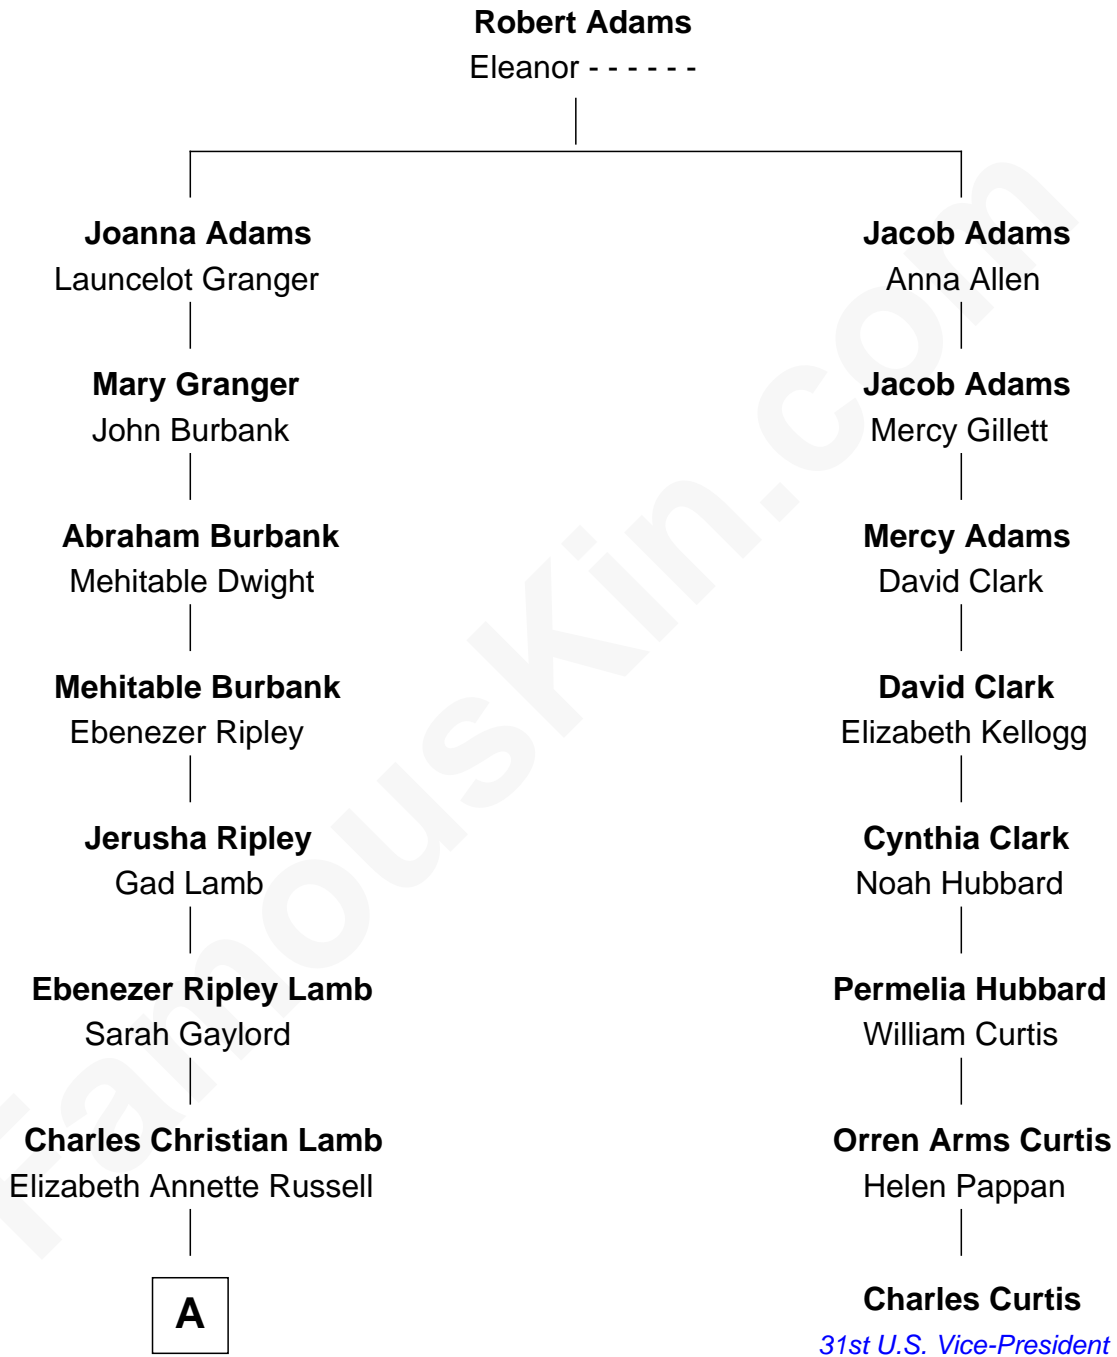 Robert Adams
Eleanor - - - - - -
Joanna Adams
Launcelot Granger
Jacob Adams
Anna Allen
Mary Granger
John Burbank
Jacob Adams
Mercy Gillett
Abraham Burbank
Mehitable Dwight
Mercy Adams
David Clark
Mehitable Burbank
Ebenezer Ripley
David Clark
Elizabeth Kellogg
Jerusha Ripley
Gad Lamb
Cynthia Clark
Noah Hubbard
Ebenezer Ripley Lamb
Sarah Gaylord
Permelia Hubbard
William Curtis
Charles Christian Lamb
Elizabeth Annette Russell
Orren Arms Curtis
Helen Pappan
A
Charles Curtis
31st U.S. Vice-President
FamousKin.com